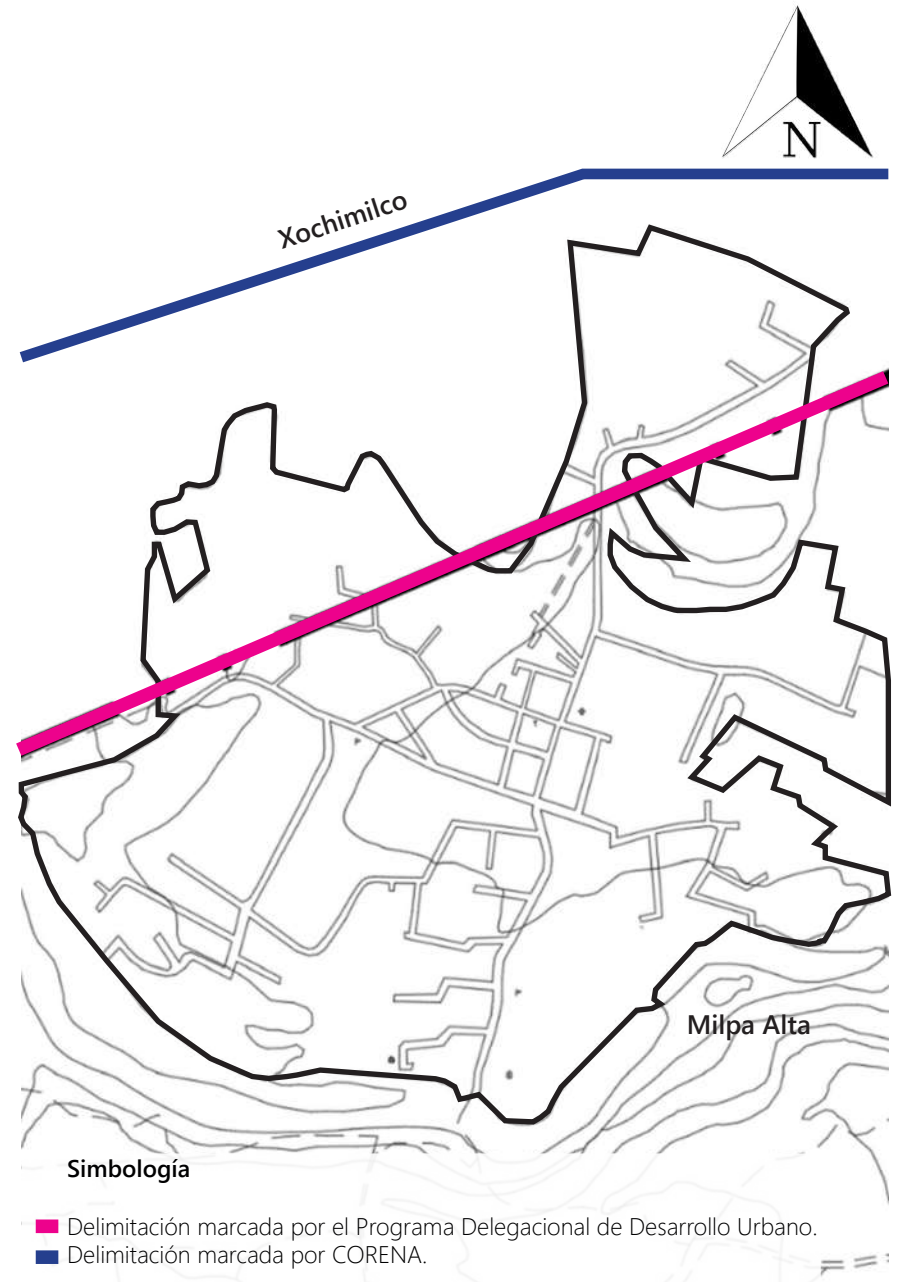 N
Xochimilco
Milpa Alta
Simbología
Delimitación marcada por el Programa Delegacional de Desarrollo Urbano.
Delimitación marcada por CORENA.